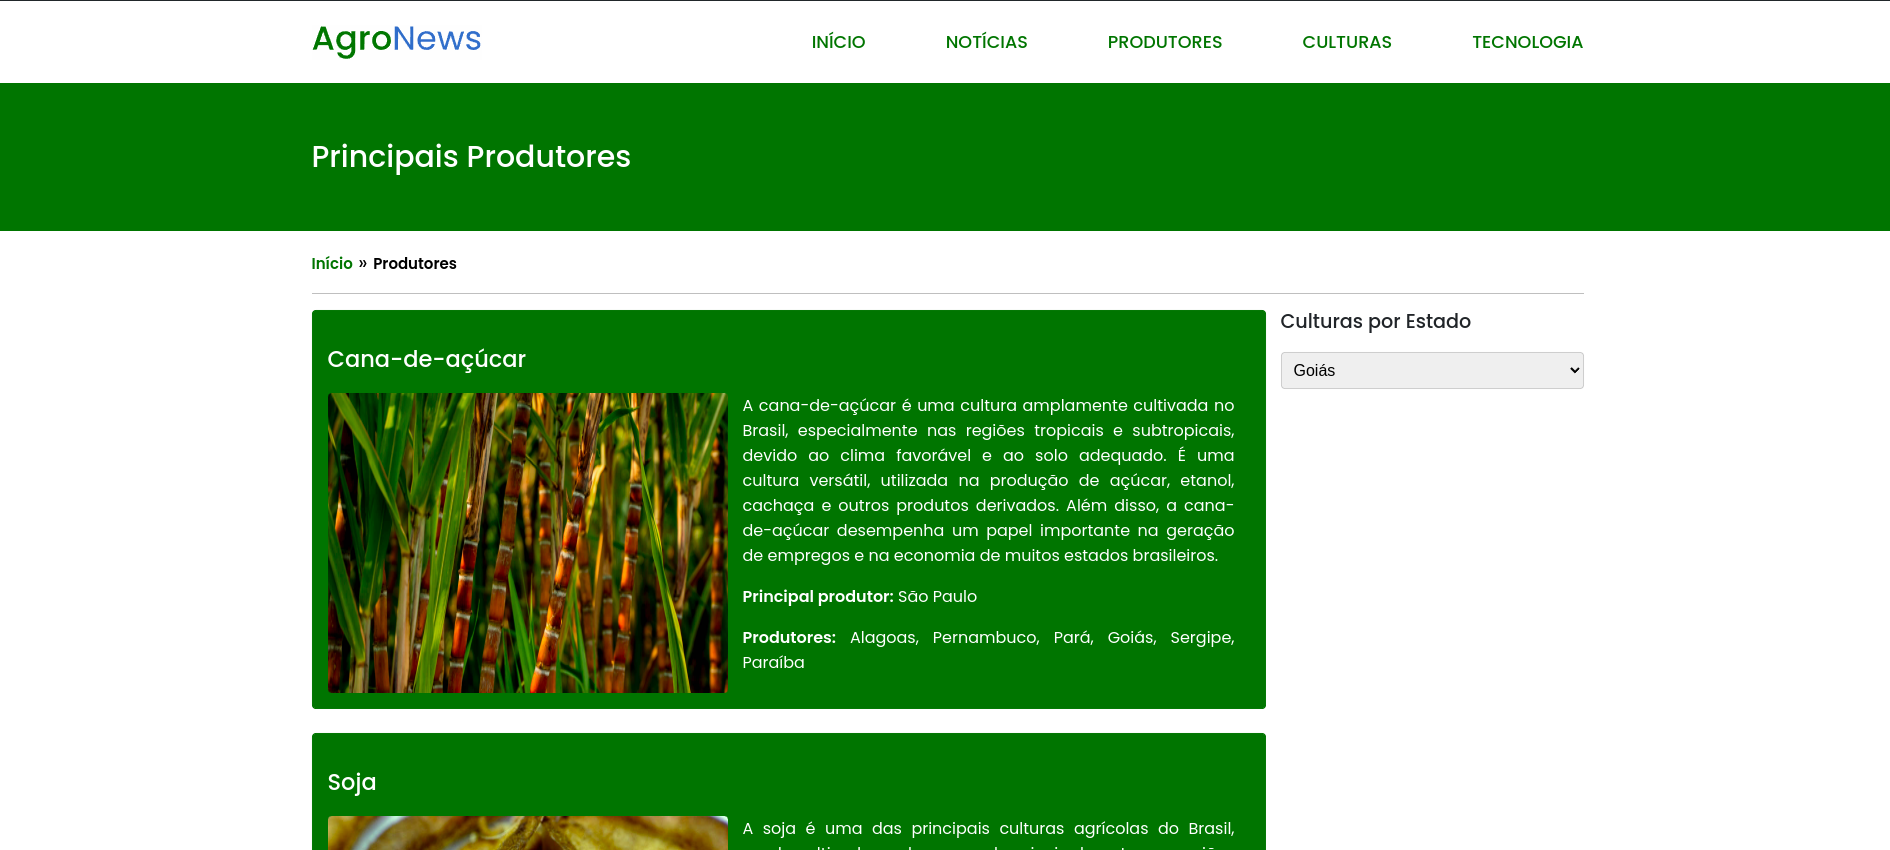 AgroNews
INÍCIO NOTÍCIAS PRODUTORES CULTURAS TECNOLOGIA
Principais Produtores
Início » Produtores
Cana-de-açúcar
A cana-de-açúcar é uma cultura amplamente cultivada no
Brasil, especialmente nas regiões tropicais e subtropicais,
devido ao clima favorável e ao solo adequado. É uma
cultura versátil, utilizada na produção de açúcar, etanol,
cachaça e outros produtos derivados. Além disso, a cana-
de-açúcar desempenha um papel importante na geração
de empregos e na economia de muitos estados brasileiros.
Principal produtor: São Paulo
Produtores: Alagoas, Pernambuco, Pará, Goiás, Sergipe,
Paraíba
Culturas por Estado
Goiás
Soja
A soja é uma das principais culturas agrícolas do Brasil,